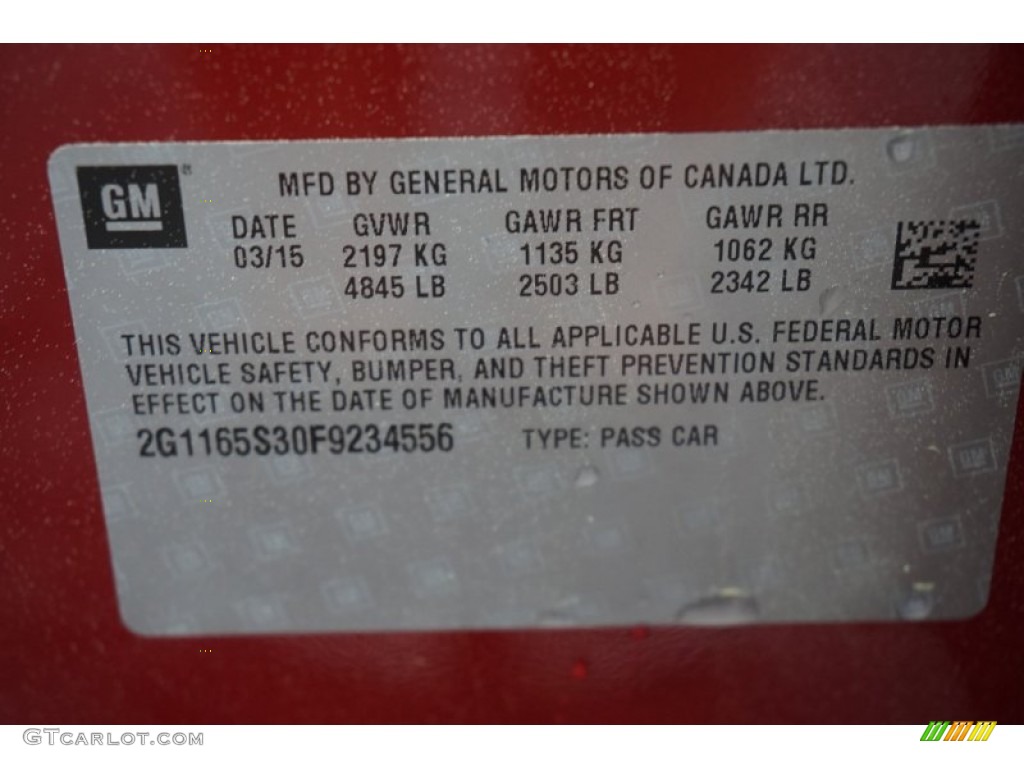 GM ®
MFD BY GENERAL MOTORS OF CANADA LTD.
DATE GVWR GAWR FRT GAWR RR
03/15 2197 KG 1135 KG 1062 KG
4845 LB 2503 LB 2342 LB
THIS VEHICLE CONFORMS TO ALL APPLICABLE U.S. FEDERAL MOTOR
VEHICLE SAFETY, BUMPER, AND THEFT PREVENTION STANDARDS IN
EFFECT ON THE DATE OF MANUFACTURE SHOWN ABOVE.
2G1165S30F9234556 TYPE: PASS CAR
GTCARLOT.COM